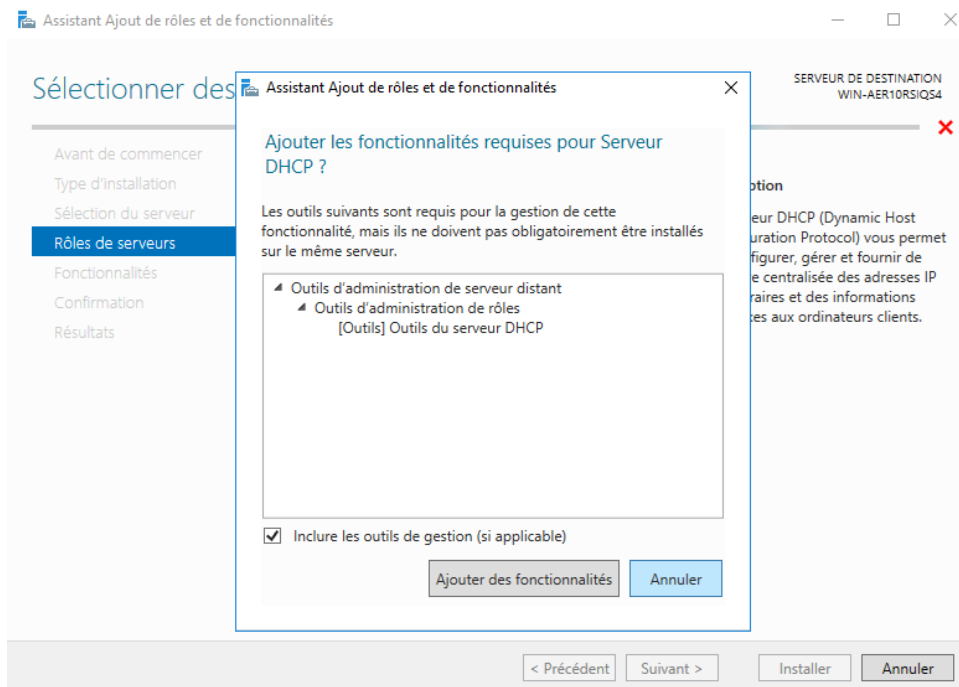 Assistant Ajout de rôles et de fonctionnalités
Sélectionner des
SERVEUR DE DESTINATION
WIN-AER10RSIQS4
Avant de commencer
Type d'installation
Sélection du serveur
Rôles de serveurs
Fonctionnalités
Confirmation
Résultats
Assistant Ajout de rôles et de fonctionnalités
Ajouter les fonctionnalités requises pour Serveur
DHCP ?
Les outils suivants sont requis pour la gestion de cette
fonctionnalité, mais ils ne doivent pas obligatoirement être installés
sur le même serveur.
Outils d'administration de serveur distant
Outils d'administration de rôles
[Outils] Outils du serveur DHCP
Inclure les outils de gestion (si applicable)
Ajouter des fonctionnalités
Annuler
ption
eur DHCP (Dynamic Host
uration Protocol) vous permet
figurer, gérer et fournir de
e centralisée des adresses IP
raires et des informations
es aux ordinateurs clients.
< Précédent
Suivant >
Installer
Annuler